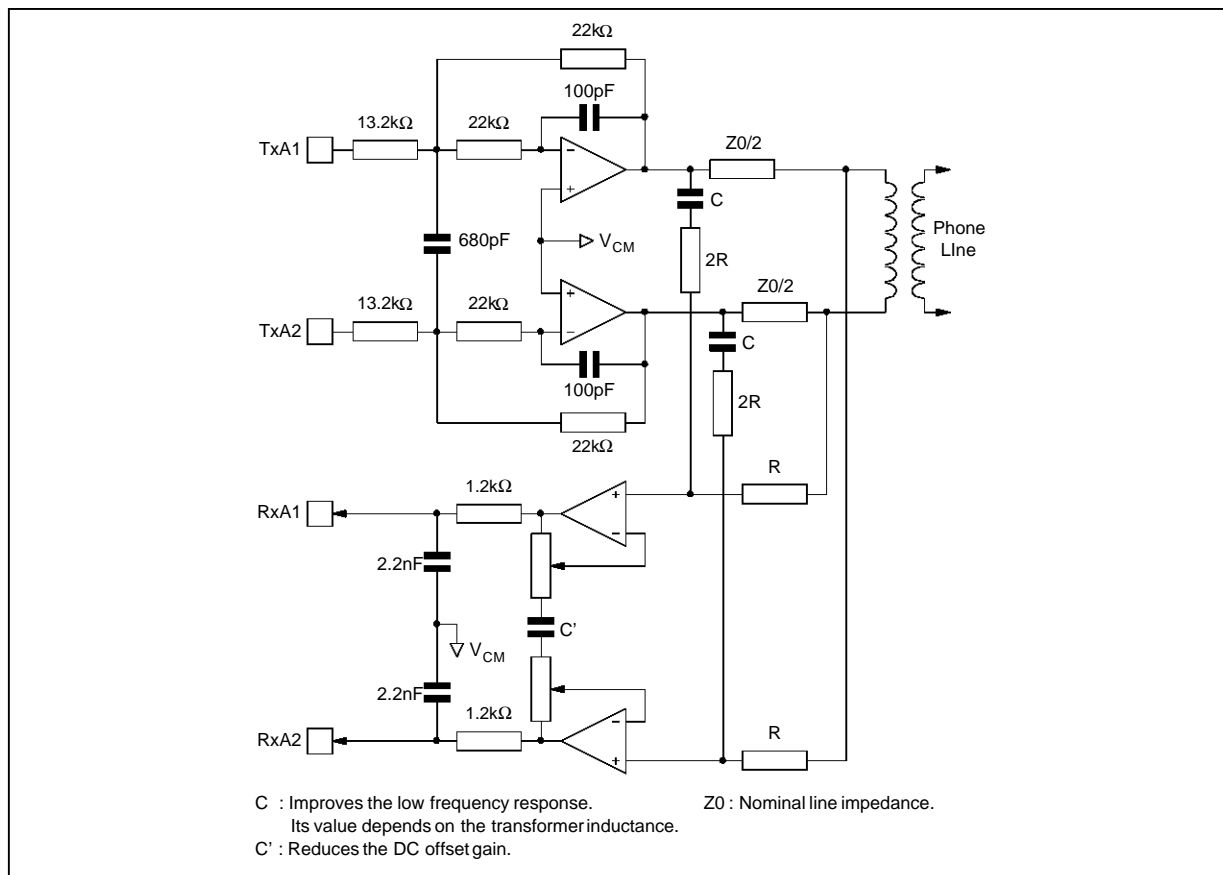 22kΩ
100pF
13.2kΩ
22kΩ
TxA1
Z0/2
C
Phone
LIne
680pF
VCM
2R
13.2kΩ
22kΩ
Z0/2
TxA2
C
100pF
2R
22kΩ
R
1.2kΩ
RxA1
2.2nF
C'
VCM
2.2nF
1.2kΩ
R
RxA2
C : Improves the low frequency response.
Z0 : Nominal line impedance.
Its value depends on the transformer inductance.
C' : Reduces the DC offset gain.